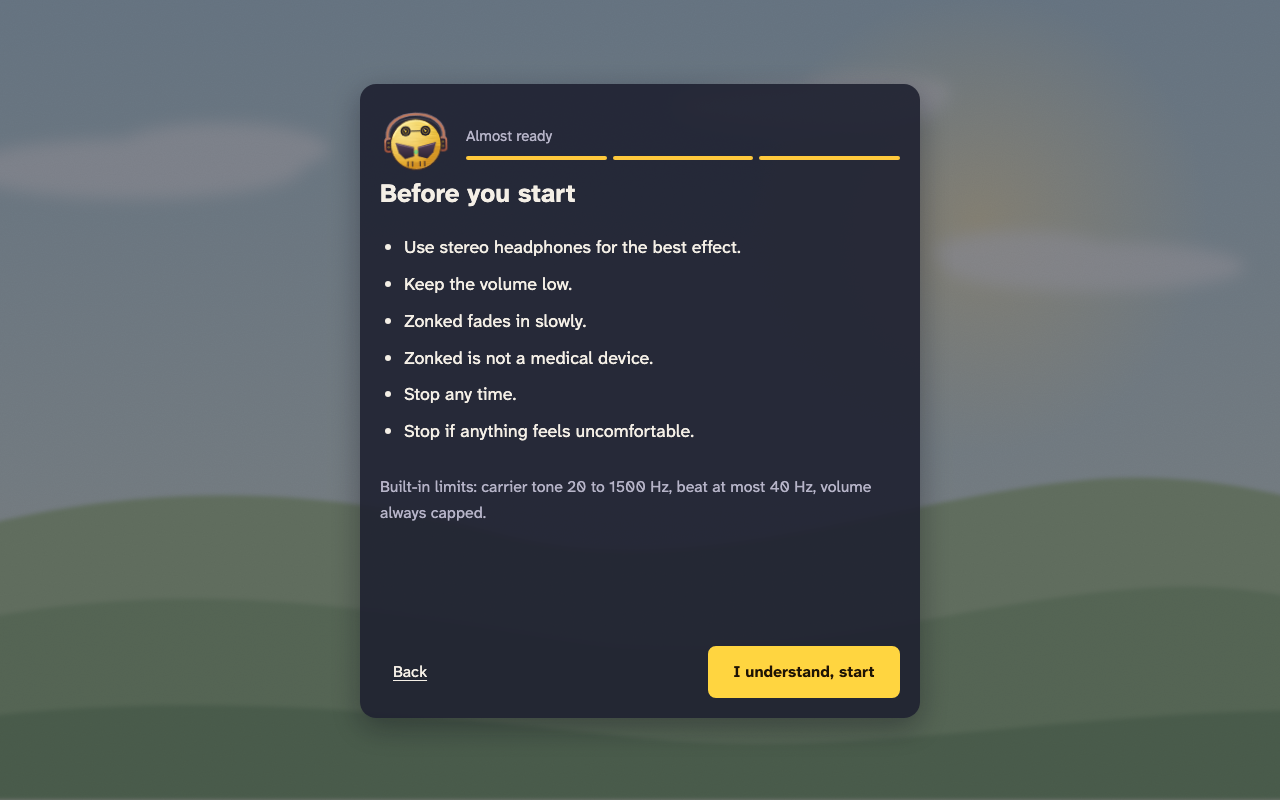 Almost ready
Before you start
Use stereo headphones for the best effect.
Keep the volume low.
Zonked fades in slowly.
Zonked is not a medical device.
Stop any time.
Stop if anything feels uncomfortable.
Built-in limits: carrier tone 20 to 1500 Hz, beat at most 40 Hz, volume
always capped.
Back
I understand, start